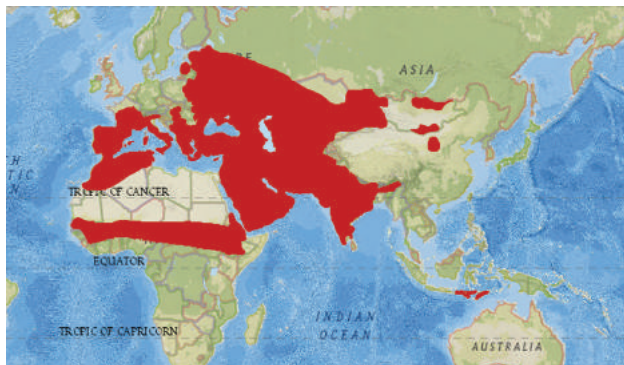 ASIA
TROPIC OF CANCER
EQUATOR
INDIAN
OCEAN
TROPIC OF CAPRICORN
AUSTRALIA